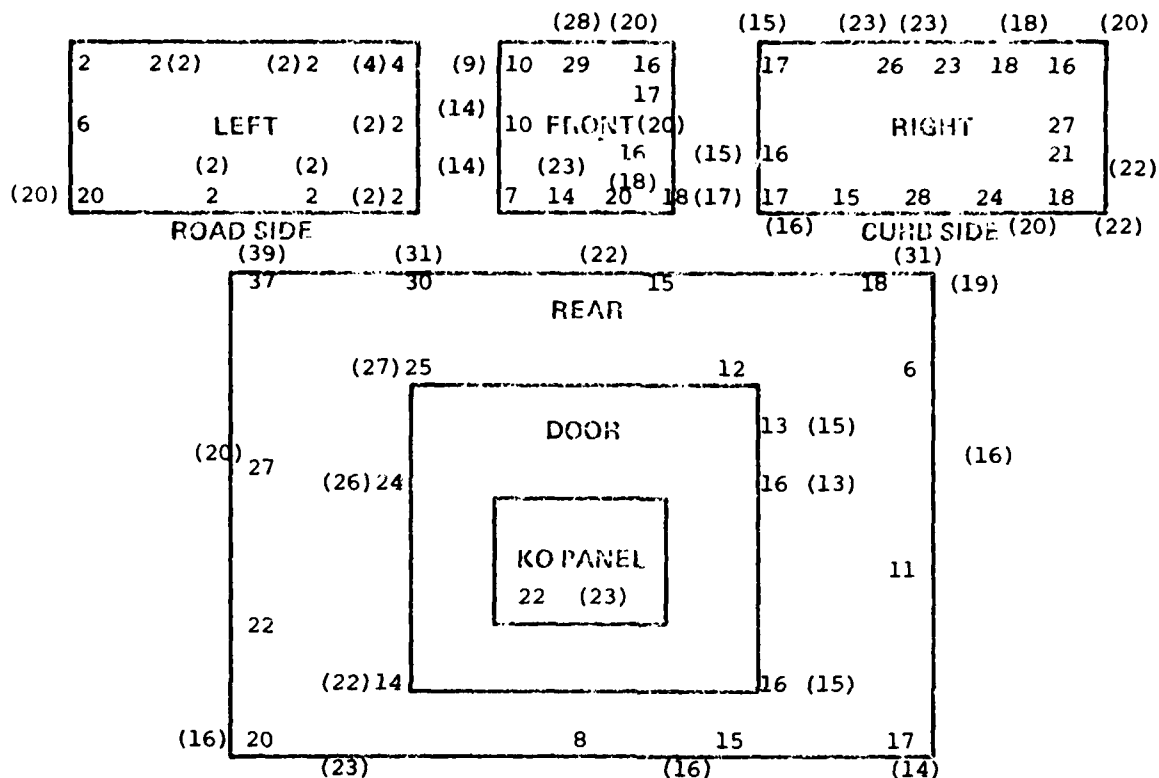 (28) (20) (15) (23) (23) (18) (20)
2 2(2) (2)2 (4)4 (9) 10 29 16 17 26 23 18 16
(14) 17
6 LEFT (2)2 10 FRONT(20) RIGHT 27
(2) (2) (14) (23) 16 (15) 16 21 (22)
(18)
(20) 20 2 2 (2)2 7 14 20 18 (17) 17 15 28 24 18
ROAD SIDE (16) CURB SIDE (20) (22)
(39) (31) (22) (31)
37 30 15 18 (19)
REAR
(27) 25 12 6
DOOR 13 (15)
(20) 27 (26) 24 16 (13) (16)
KO PANEL 11
22 (23)
22
(22) 14 16 (15)
(16) 20 8 15 17
(23) (16) (14)